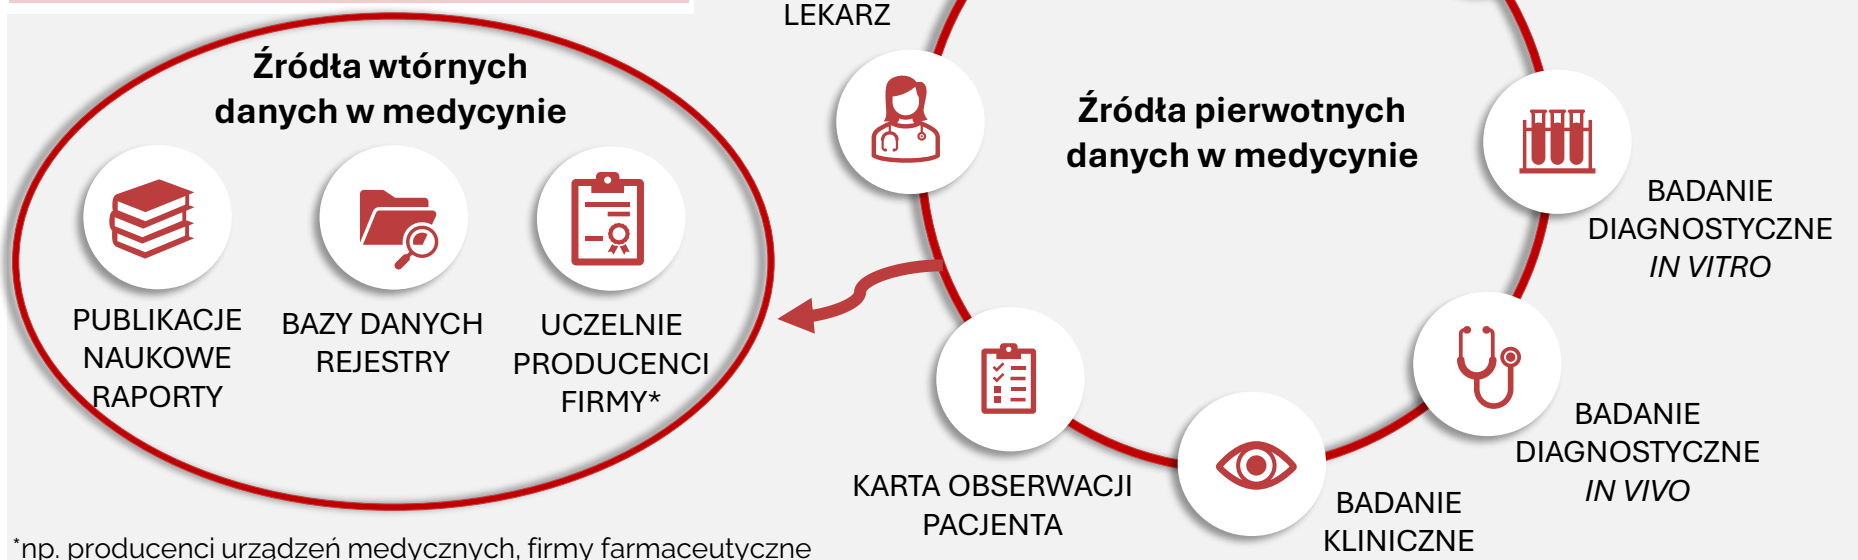 Źródła wtórnych
danych w medycynie
PUBLIKACJE
NAUKOWE
RAPORTY
BAZY DANYCH
REJESTRY
UCZELNIE
PRODUCENCI
FIRMY*
*np. producenci urządzeń medycznych, firmy farmaceutyczne
LEKARZ
Źródła pierwotnych
danych w medycynie
BADANIE
DIAGNOSTYCZNE
IN VITRO
BADANIE
DIAGNOSTYCZNE
IN VIVO
BADANIE
KLINICZNE
KARTA OBSERWACJI
PACJENTA